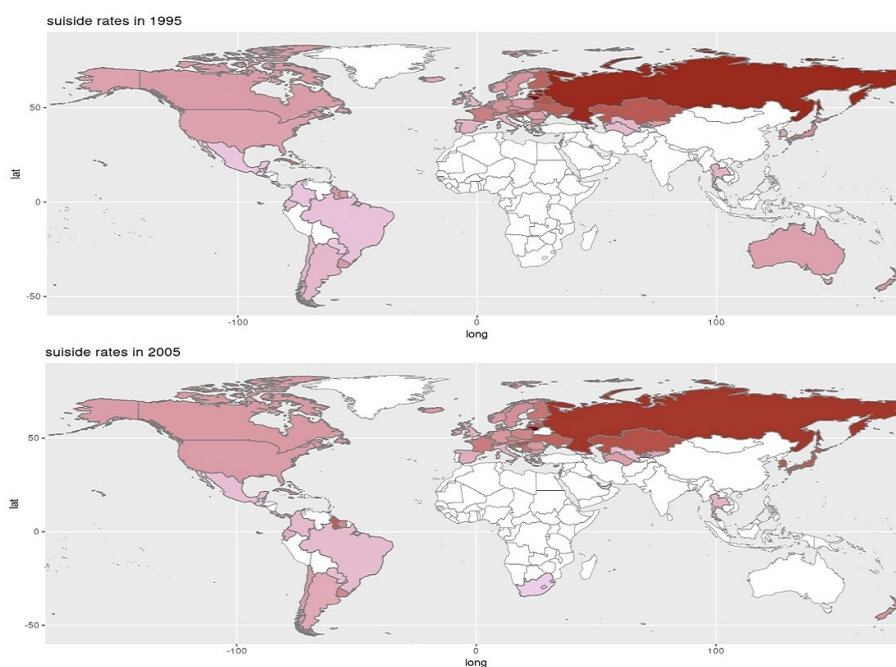 suiside rates in 1995
50
0
-50
lat
-100
0
100
long
suiside rates in 2005
50
0
-50
lat
-100
0
100
long